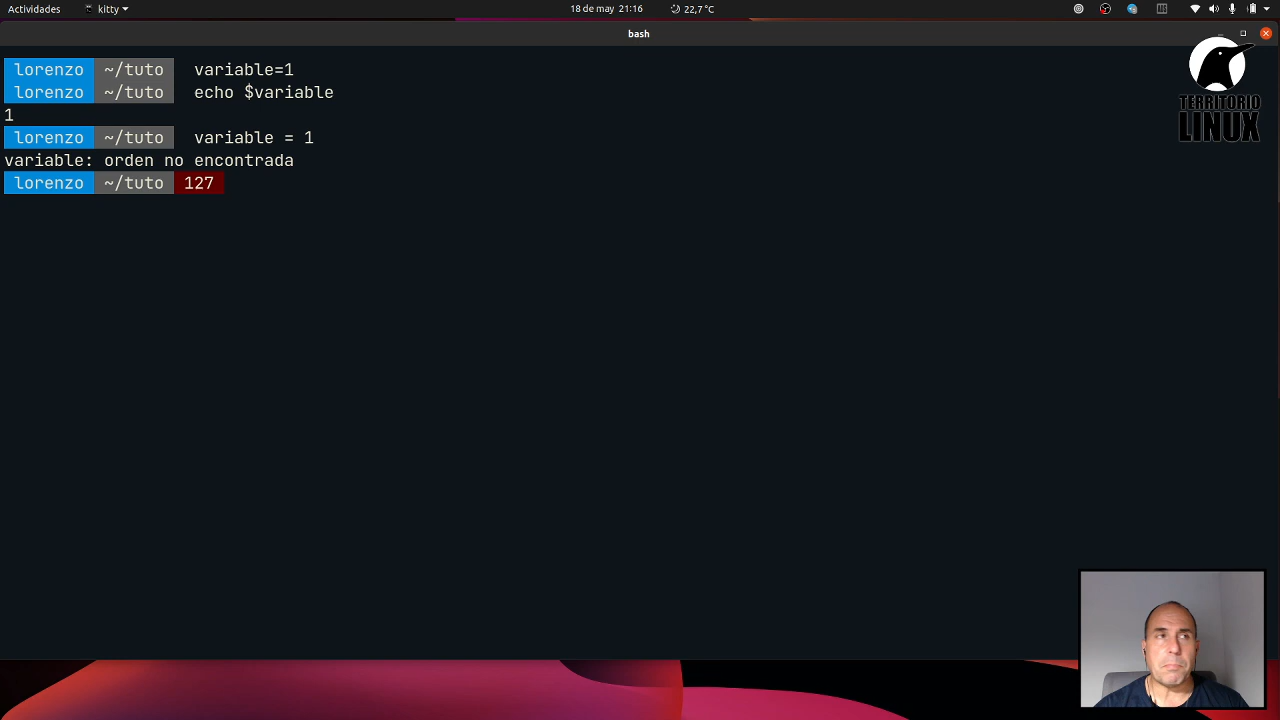 Actividades kitty 18 de may 21:16 22,7 °C
bash
TERRITORIO
LINUX
lorenzo ~/tuto variable=1
lorenzo ~/tuto echo $variable
1
lorenzo ~/tuto variable = 1
variable: orden no encontrada
lorenzo ~/tuto 127